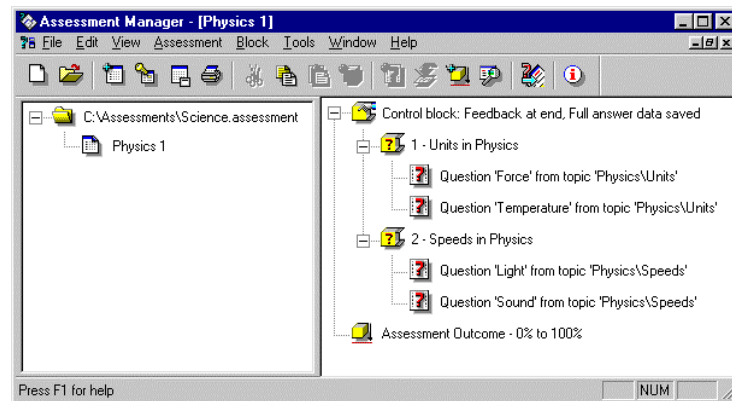 Assessment Manager - [Physics 1]
File Edit View Assessment Block Tools Window Help
C:\Assessments\Science.assessment
Physics 1
Control block: Feedback at end, Full answer data saved
1 - Units in Physics
Question 'Force' from topic 'Physics\Units'
Question 'Temperature' from topic 'Physics\Units'
2 - Speeds in Physics
Question 'Light' from topic 'Physics\Speeds'
Question 'Sound' from topic 'Physics\Speeds'
Assessment Outcome - 0% to 100%
Press F1 for help
NUM